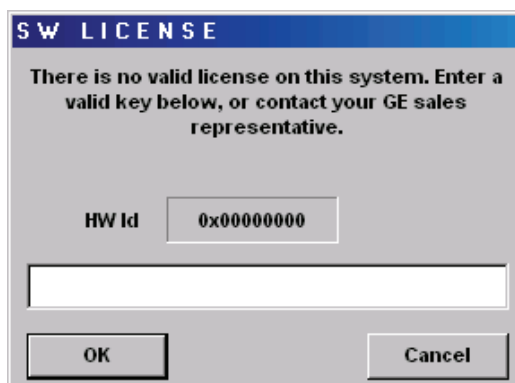 SW LICENSE
There is no valid license on this system. Enter a
valid key below, or contact your GE sales
representative.
HW Id 0x00000000
OK Cancel